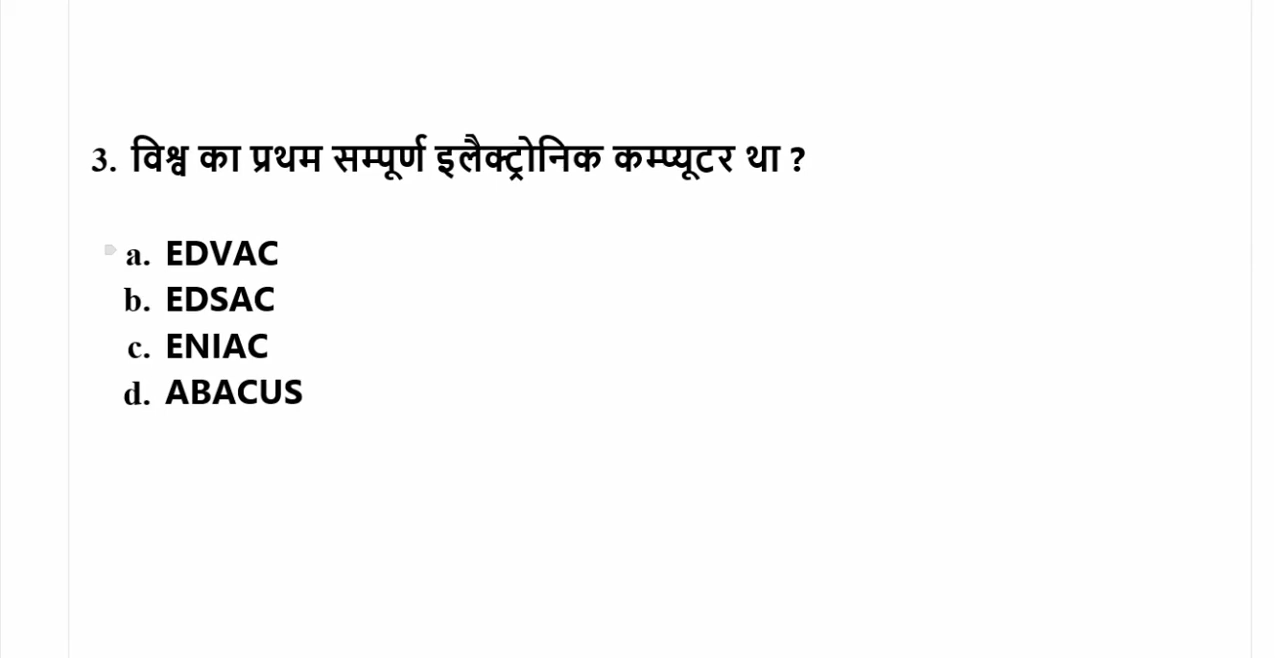 3. विश्व का प्रथम सम्पूर्ण इलैक्ट्रोनिक कम्प्यूटर था ?
a. EDVAC
b. EDSAC
c. ENIAC
d. ABACUS